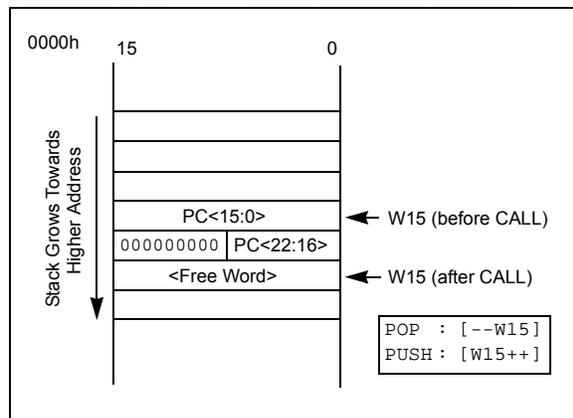 0000h
15 0
Stack Grows Towards
Higher Address
PC<15:0>
W15 (before CALL)
000000000 PC<22:16>
<Free Word>
W15 (after CALL)
POP : [--W15]
PUSH : [W15++]